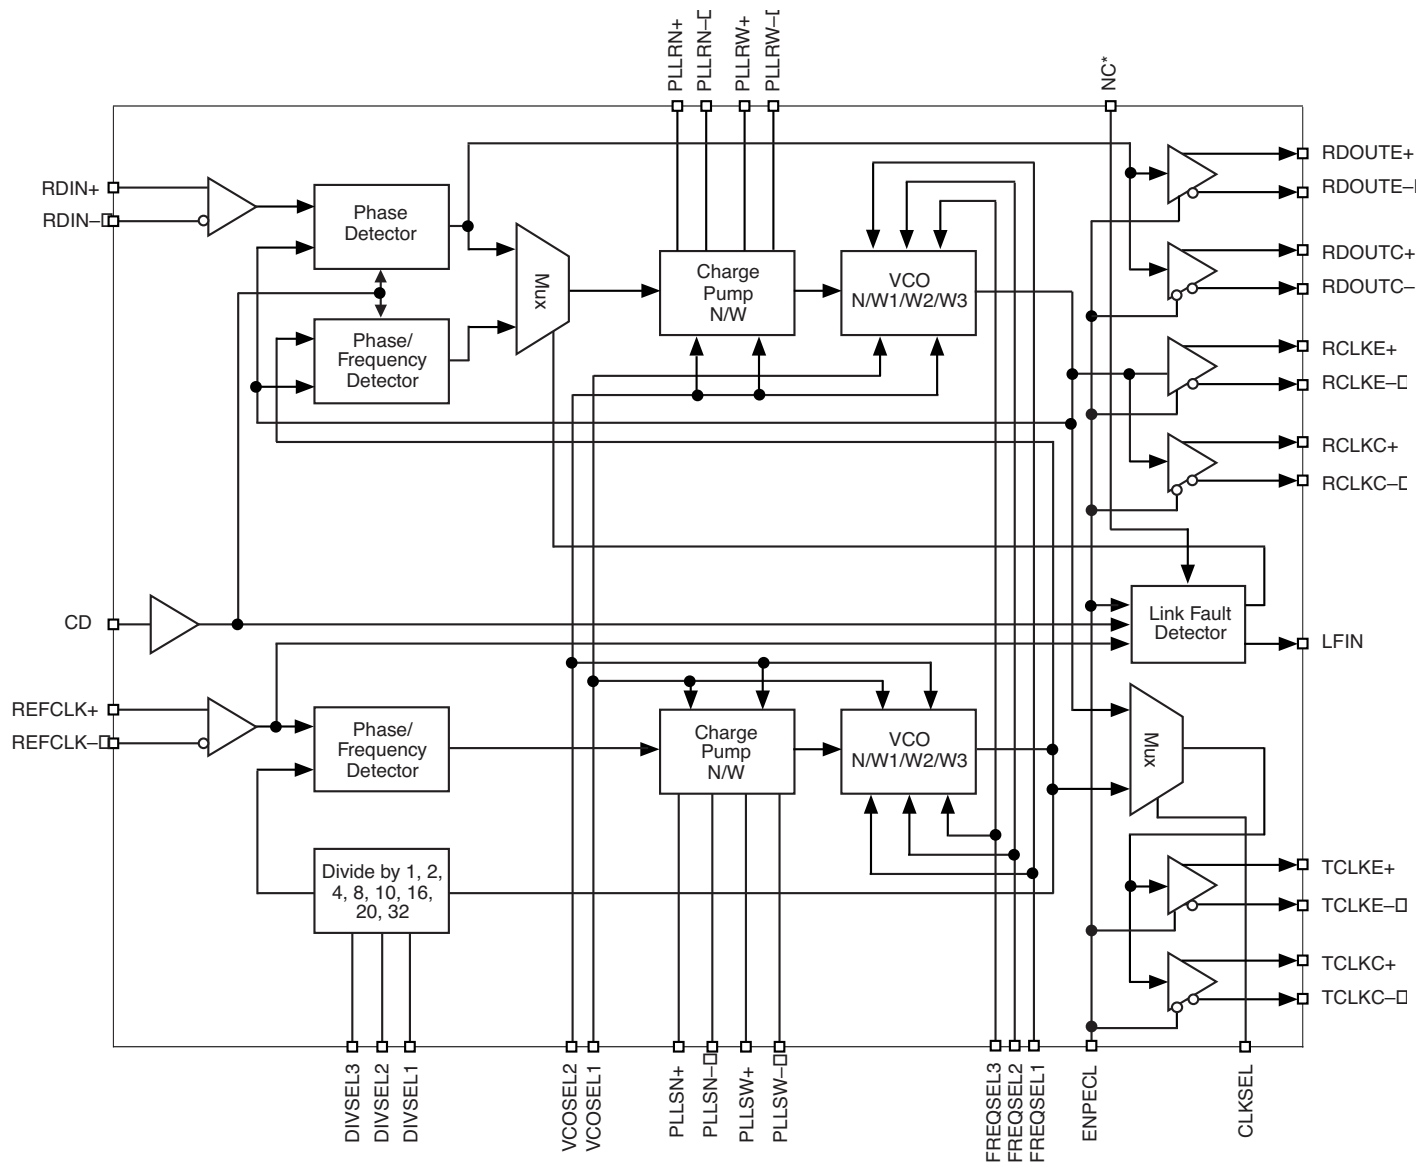 PLLRN+
PLLRN–
PLLRW+
PLLRW–
NC*
RDIN+
RDIN–
Phase
Detector
Mux
Charge
Pump
N/W
VCO
N/W1/W2/W3
RDOUTE+
RDOUTE–
RDOUTC+
RDOUTC–
Phase/
Frequency
Detector
RCLKE+
RCLKE–
RCLKC+
RCLKC–
CD
Link Fault
Detector
LFIN
REFCLK+
REFCLK–
Phase/
Frequency
Detector
Charge
Pump
N/W
VCO
N/W1/W2/W3
Mux
Divide by 1, 2,
4, 8, 10, 16,
20, 32
TCLKE+
TCLKE–
TCLKC+
TCLKC–
DIVSEL3
DIVSEL2
DIVSEL1
VCOSEL2
VCOSEL1
PLLSN+
PLLSN–
PLLSW+
PLLSW–
FREQSEL3
FREQSEL2
FREQSEL1
ENPECL
CLKSEL